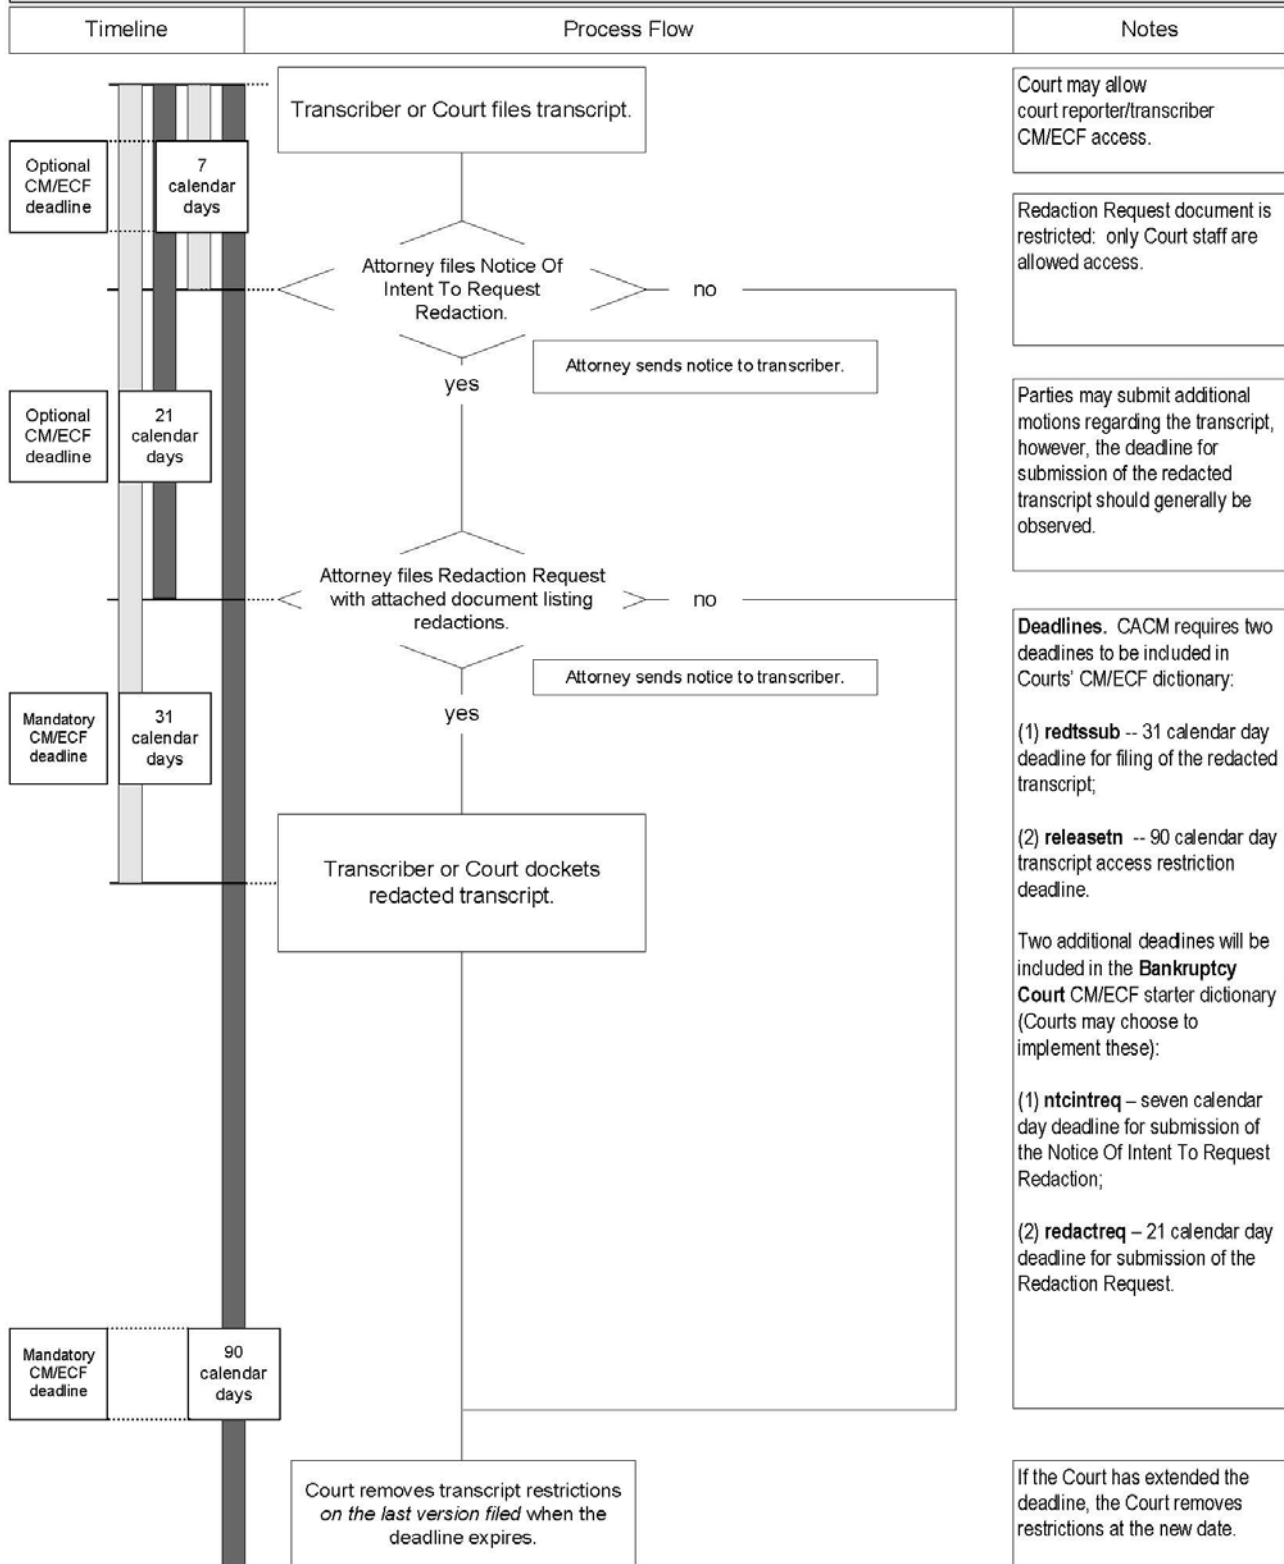 Timeline
Process Flow
Notes
Transcriber or Court files transcript.
Court may allow
court reporter/transcriber
CM/ECF access.
Optional
CM/ECF
deadline
7
calendar
days
Redaction Request document is
restricted: only Court staff are
allowed access.
Attorney files Notice Of
Intent To Request
Redaction.
no
Attorney sends notice to transcriber.
yes
Optional
CM/ECF
deadline
21
calendar
days
Parties may submit additional
motions regarding the transcript,
however, the deadline for
submission of the redacted
transcript should generally be
observed.
Attorney files Redaction Request
with attached document listing
redactions.
no
Attorney sends notice to transcriber.
yes
Mandatory
CM/ECF
deadline
31
calendar
days
Transcriber or Court dockets
redacted transcript.
Deadlines. CACM requires two
deadlines to be included in
Courts' CM/ECF dictionary:
(1) redtssub -- 31 calendar day
deadline for filing of the redacted
transcript;
(2) releasetn -- 90 calendar day
transcript access restriction
deadline.
Two additional deadlines will be
included in the Bankruptcy
Court CM/ECF starter dictionary
(Courts may choose to
implement these):
(1) ntcintreq – seven calendar
day deadline for submission of
the Notice Of Intent To Request
Redaction;
(2) redactreq – 21 calendar day
deadline for submission of the
Redaction Request.
Mandatory
CM/ECF
deadline
90
calendar
days
Court removes transcript restrictions
on the last version filed when the
deadline expires.
If the Court has extended the
deadline, the Court removes
restrictions at the new date.